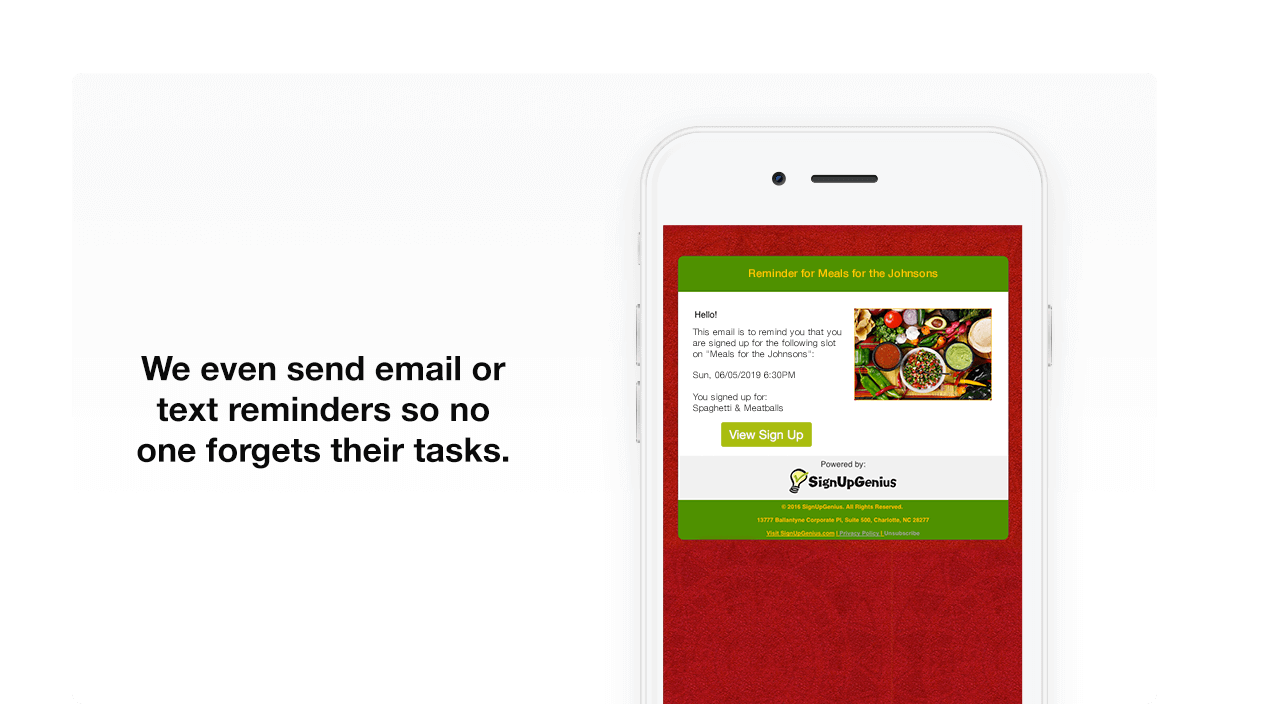 We even send email or
text reminders so no
one forgets their tasks.
Reminder for Meals for the Johnsons
Hello!
This email is to remind you that you
are signed up for the following slot
on "Meals for the Johnsons":
Sun, 06/05/2019 6:30PM
You signed up for:
Spaghetti & Meatballs
View Sign Up
Powered by:
SignUpGenius
© 2016 SignUpGenius. All Rights Reserved.
13777 Ballantyne Corporate Pl, Suite 500, Charlotte, NC 28277
Visit SignUpGenius.com | Privacy Policy | Unsubscribe